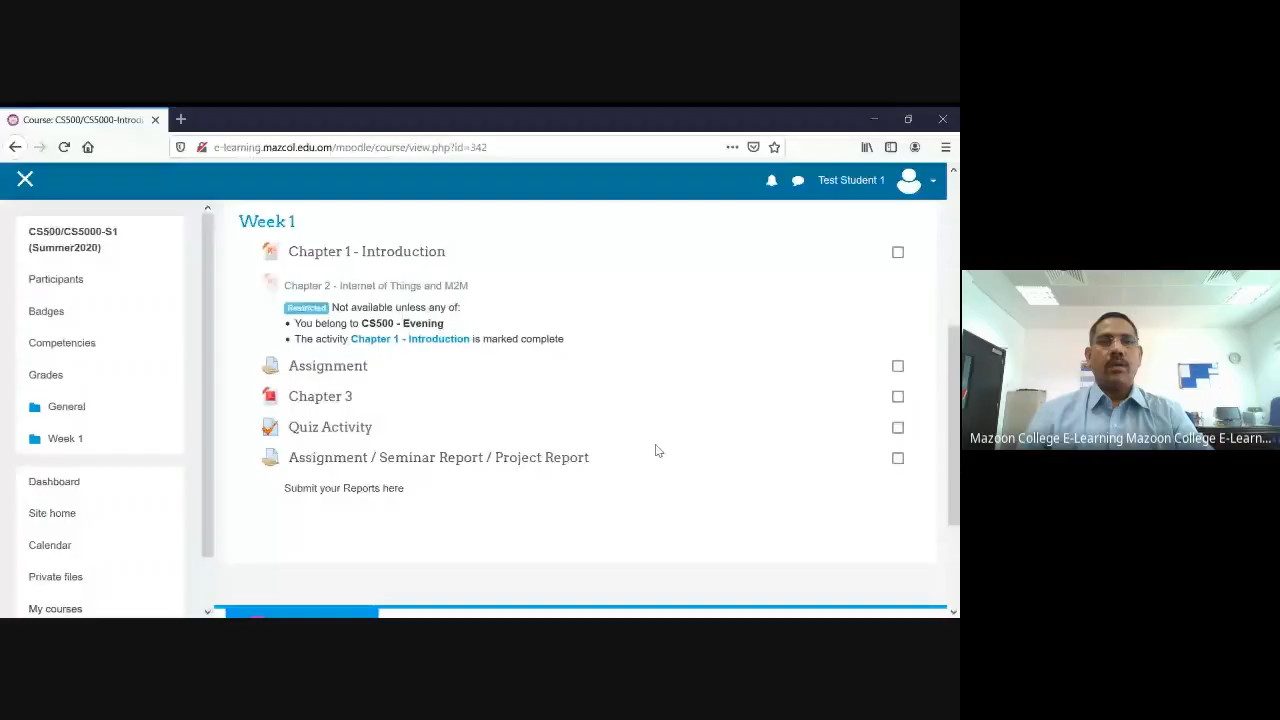 Course: CS500/CS5000-Introdu
e-learning.mazcol.edu.om/moodle/course/view.php?id=342
Test Student 1
CS500/CS5000-S1
(Summer2020)
Participants
Badges
Competencies
Grades
General
Week 1
Dashboard
Site home
Calendar
Private files
My courses
Week 1
Chapter 1 - Introduction
Chapter 2 - Internet of Things and M2M
Restricted Not available unless any of:
• You belong to CS500 - Evening
• The activity Chapter 1 - Introduction is marked complete
Assignment
Chapter 3
Quiz Activity
Assignment / Seminar Report / Project Report
Submit your Reports here
Mazoon College E-Learning Mazoon College E-Learn...